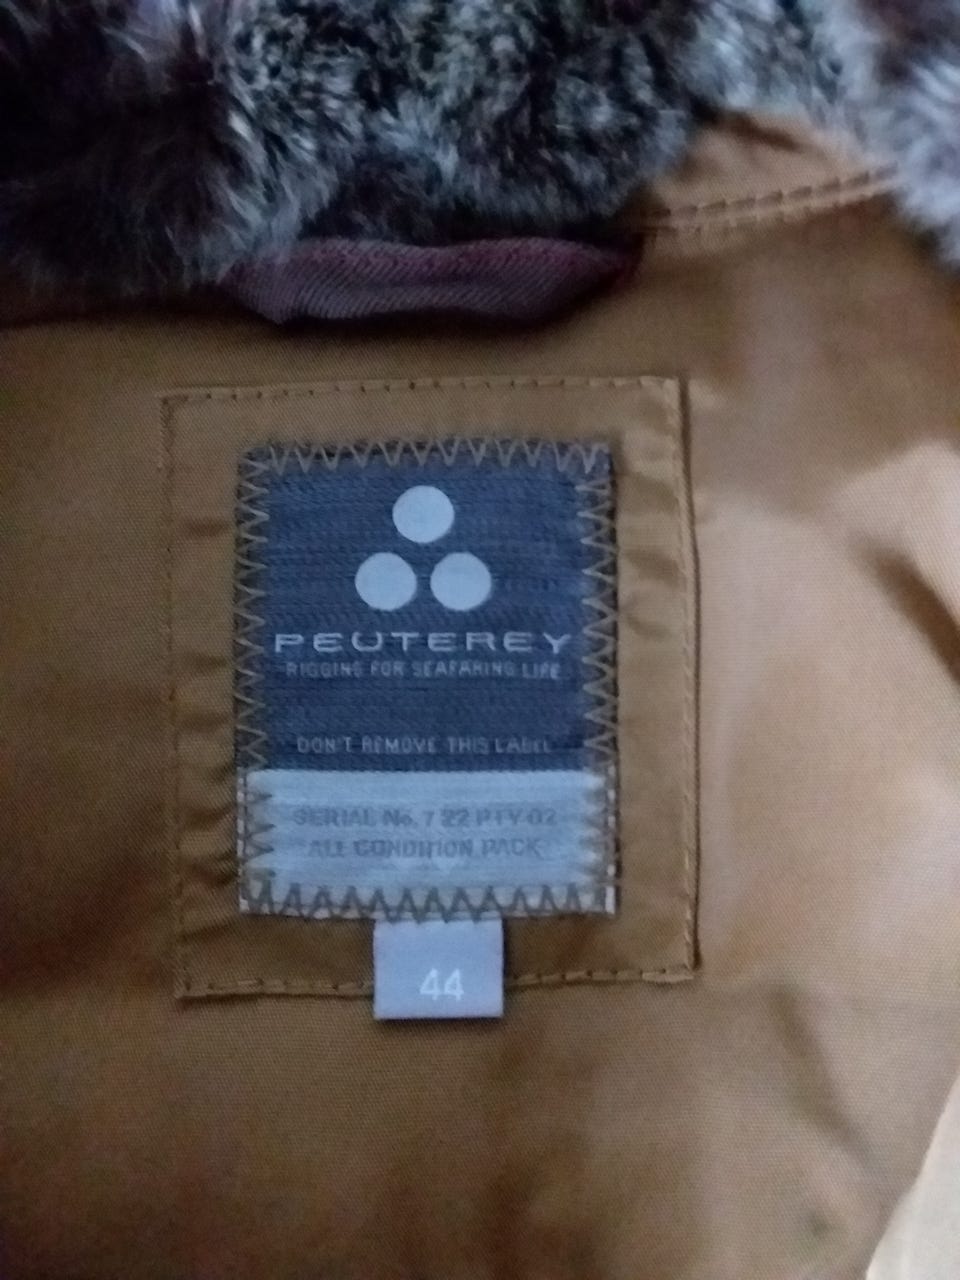 PEUTEREY
RIGGING FOR SEAFARING LIFE
DON'T REMOVE THIS LABEL
SERIAL No. 7 22 PTY 02
ALL CONDITION PACK
44